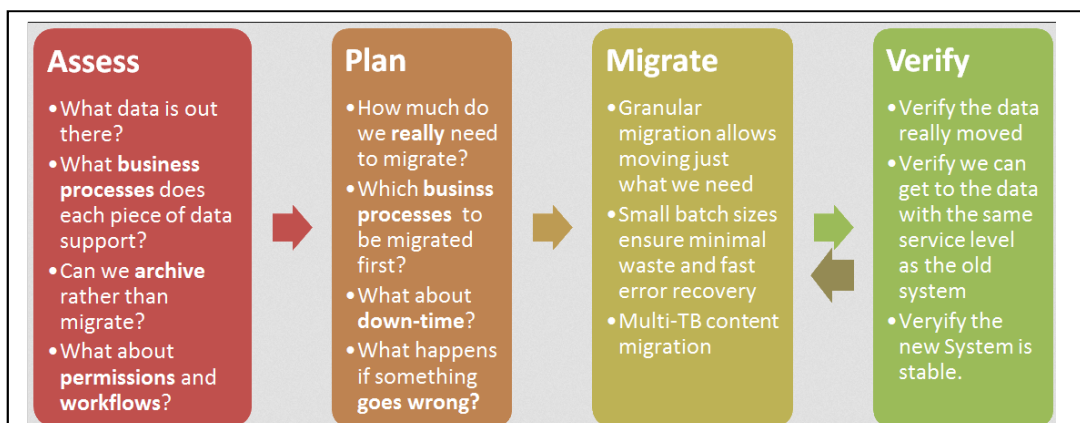 Assess
•What data is out
there?
•What business
processes does
each piece of data
support?
•Can we archive
rather than
migrate?
•What about
permissions and
workflows?
Plan
•How much do
we really need
to migrate?
•Which businss
processes to
be migrated
first?
•What about
down-time?
•What happens
if something
goes wrong?
Migrate
•Granular
migration allows
moving just
what we need
•Small batch sizes
ensure minimal
waste and fast
error recovery
•Multi-TB content
migration
Verify
•Verify the data
really moved
•Verify we can
get to the data
with the same
service level
as the old
system
•Veryify the
new System is
stable.